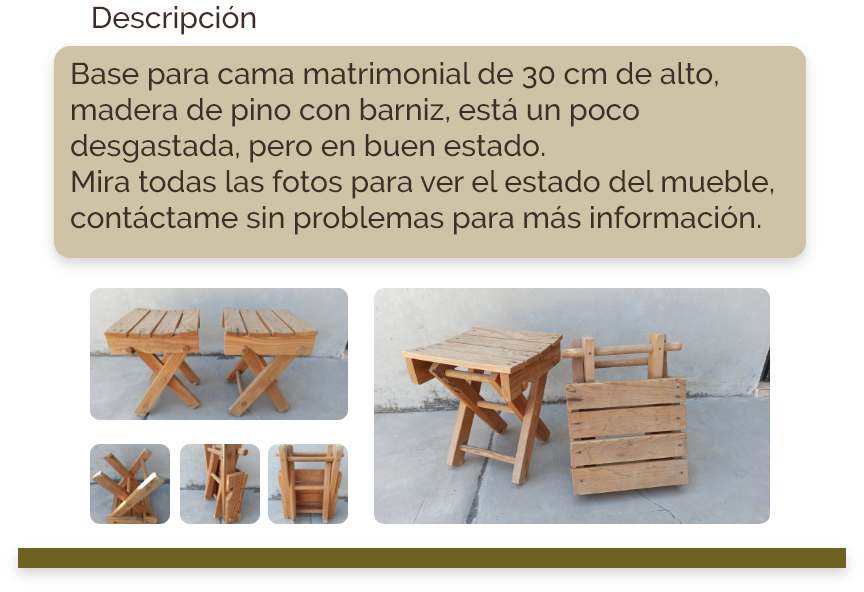 Descripción
Base para cama matrimonial de 30 cm de alto,
madera de pino con barniz, está un poco
desgastada, pero en buen estado.
Mira todas las fotos para ver el estado del mueble,
contáctame sin problemas para más información.